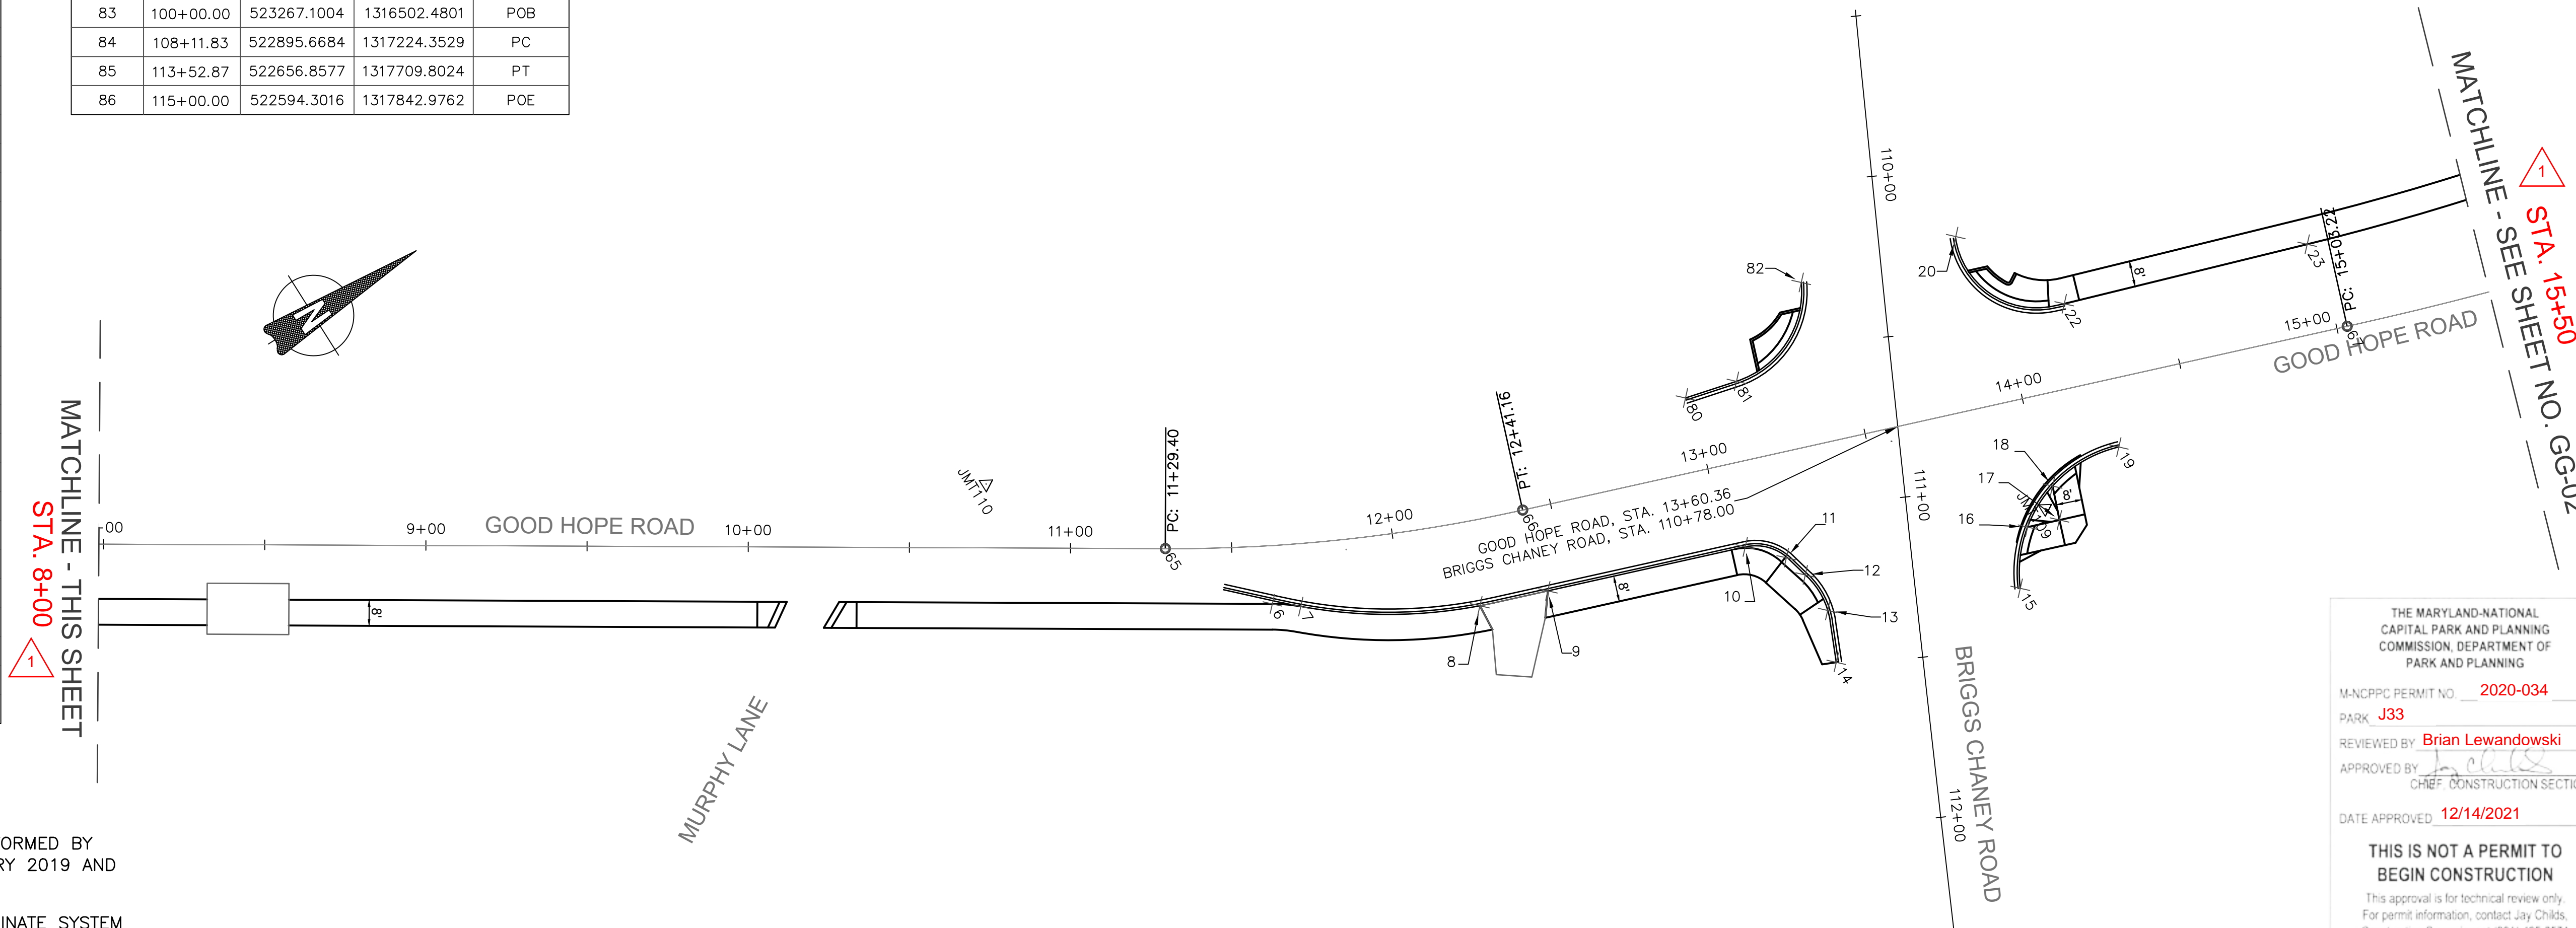 83 100+00.00 523267.1004 1316502.4801 POB
84 108+11.83 522895.6684 1317224.3529 PC
85 113+52.87 522656.8577 1317709.8024 PT
86 115+00.00 522594.3016 1317842.9762 POE
N
MATCHLINE - THIS SHEET
STA. 8+00
1
+00
9+00
GOOD HOPE ROAD
10+00
8'
MURPHY LANE
JMT110
11+00
PC: 11+29.40
65
12+00
PT: 12+41.16
66
13+00
GOOD HOPE ROAD, STA. 13+60.36
BRIGGS CHANEY ROAD, STA. 110+78.00
6
7
8
9
8'
10
11
12
13
14
80
81
82
110+00
111+00
112+00
BRIGGS CHANEY ROAD
14+00
15+00
GOOD HOPE ROAD
20
22
8'
23
PC: 15+03.22
67
15
16
17
18
19
8'
JMT109
MATCHLINE - SEE SHEET NO. GG-02
STA. 15+50
1
THE MARYLAND-NATIONAL
CAPITAL PARK AND PLANNING
COMMISSION, DEPARTMENT OF
PARK AND PLANNING
M-NCPPC PERMIT NO. 2020-034
PARK J33
REVIEWED BY Brian Lewandowski
APPROVED BY
CHIEF, CONSTRUCTION SECTIO
DATE APPROVED 12/14/2021
THIS IS NOT A PERMIT TO
BEGIN CONSTRUCTION
This approval is for technical review only.
For permit information, contact Jay Childs,
ORMED BY
RY 2019 AND
INATE SYSTEM